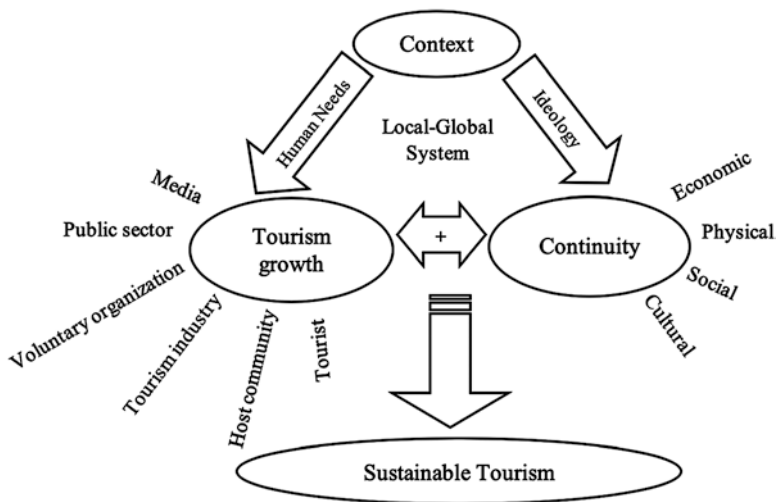 Context
Human Needs
Ideology
Local-Global
System
Media
Public sector
Voluntary organization
Tourism industry
Host community
Tourist
Tourism
growth
+
Continuity
Economic
Physical
Social
Cultural
Sustainable Tourism